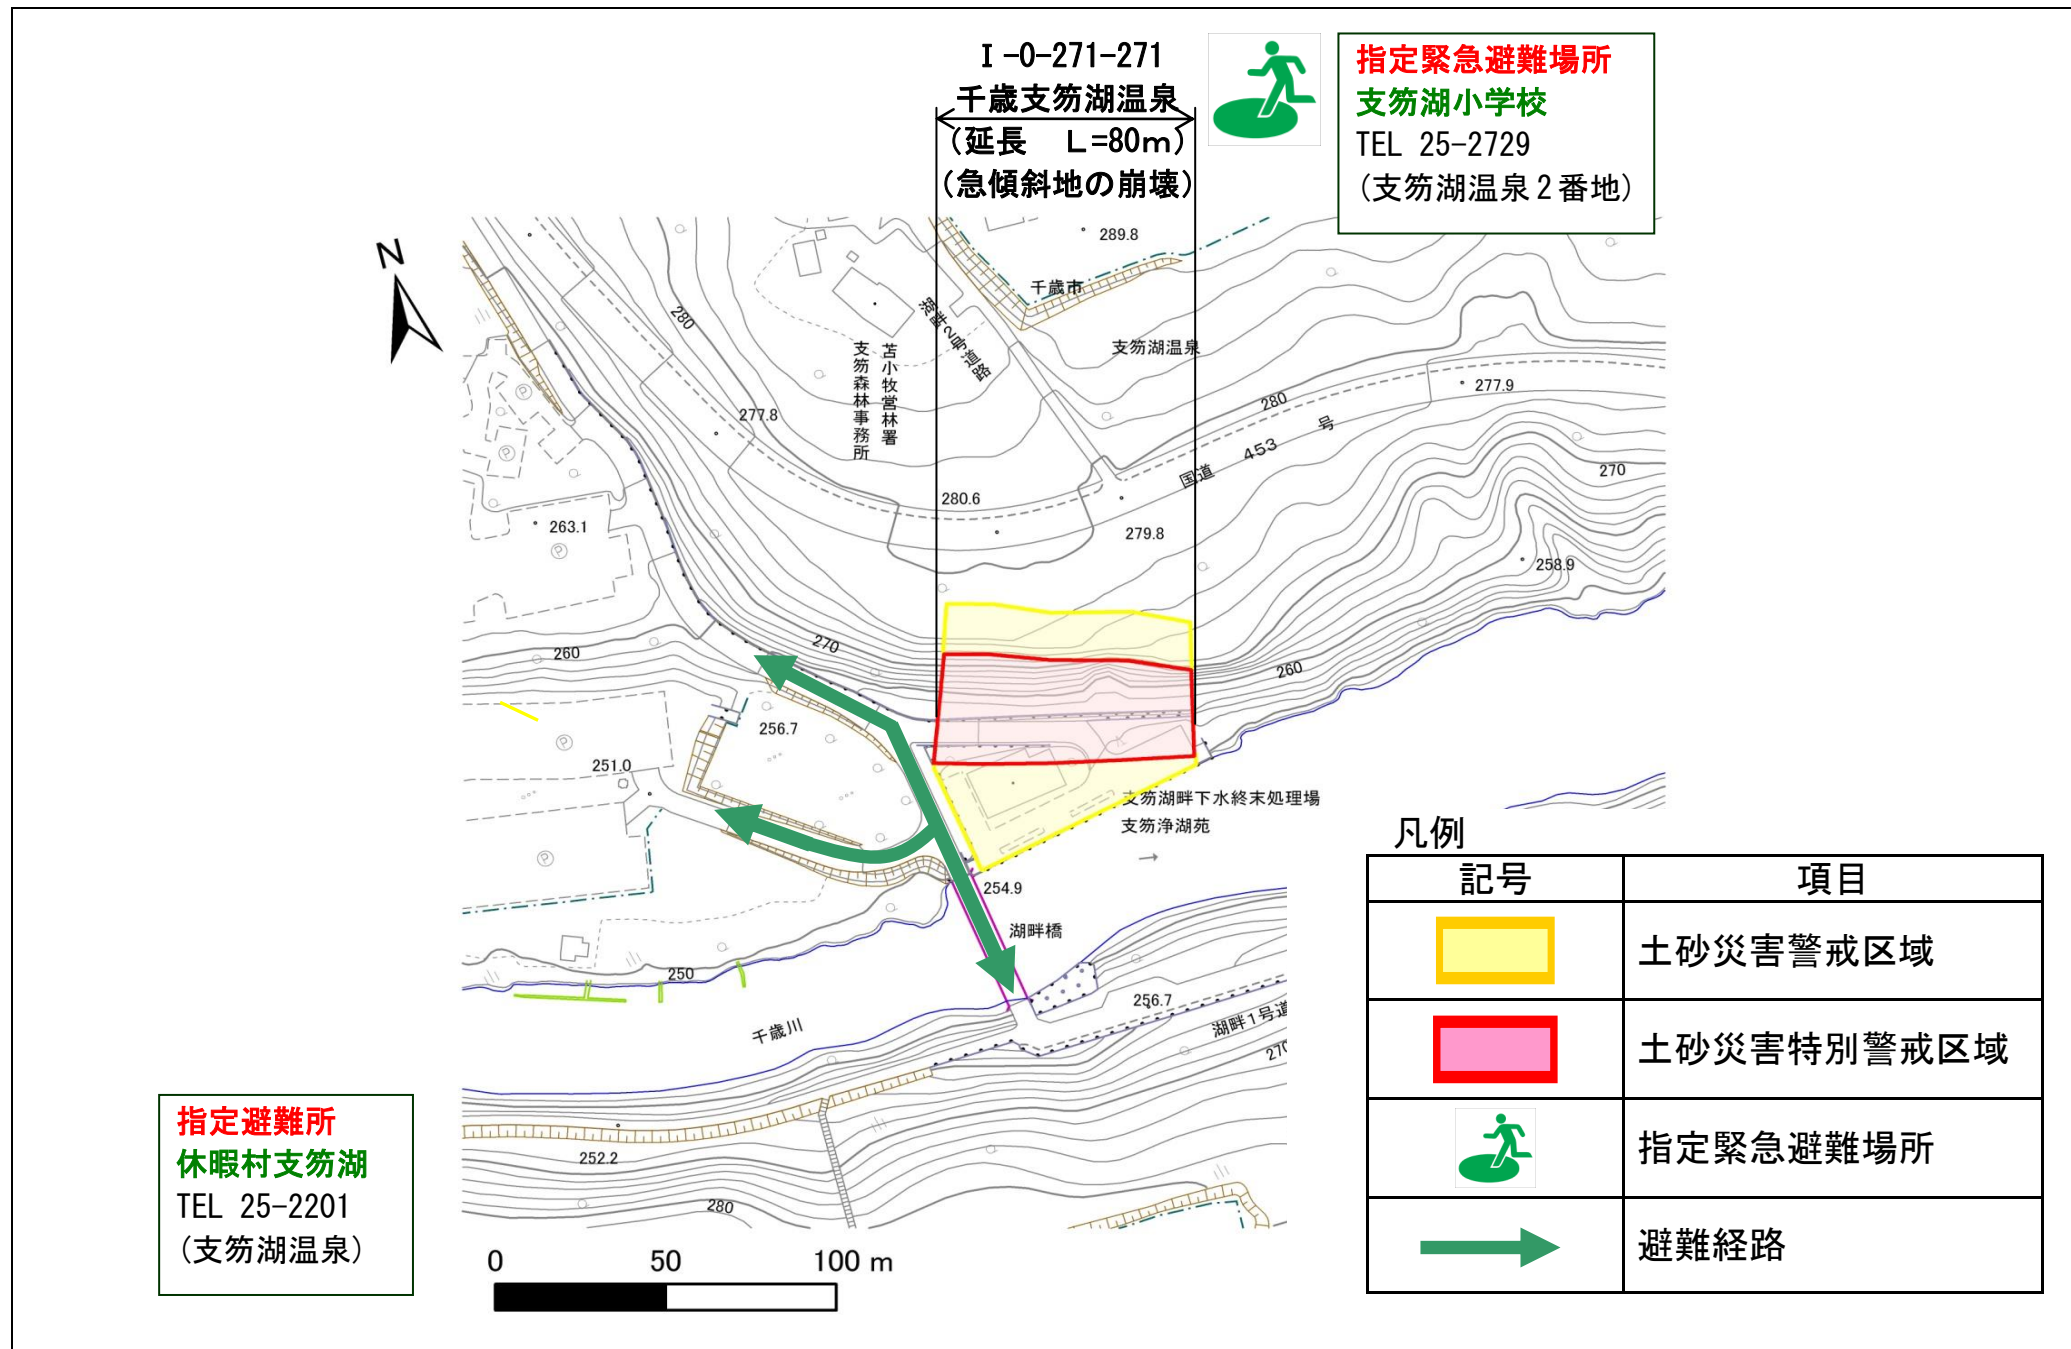 Ⅰ-0-271-271
千歳支笏湖温泉
(延長　L=80m)
(急傾斜地の崩壊)
指定緊急避難場所
支笏湖小学校
TEL 25-2729
(支笏湖温泉2番地)
N
289.8
千歳市
280
支笏湖温泉
苫小牧営林署
支笏森林事務所
277.8
277.9
280
国道 453 号
270
280.6
279.8
263.1
258.9
270
260
260
256.7
251.0
支笏湖畔下水終末処理場
支笏浄湖苑
254.9
湖畔橋
250
256.7
千歳川
湖畔1号道
270
252.2
280
指定避難所
休暇村支笏湖
TEL 25-2201
(支笏湖温泉)
0 50 100 m
凡例
記号 項目
土砂災害警戒区域
土砂災害特別警戒区域
指定緊急避難場所
避難経路